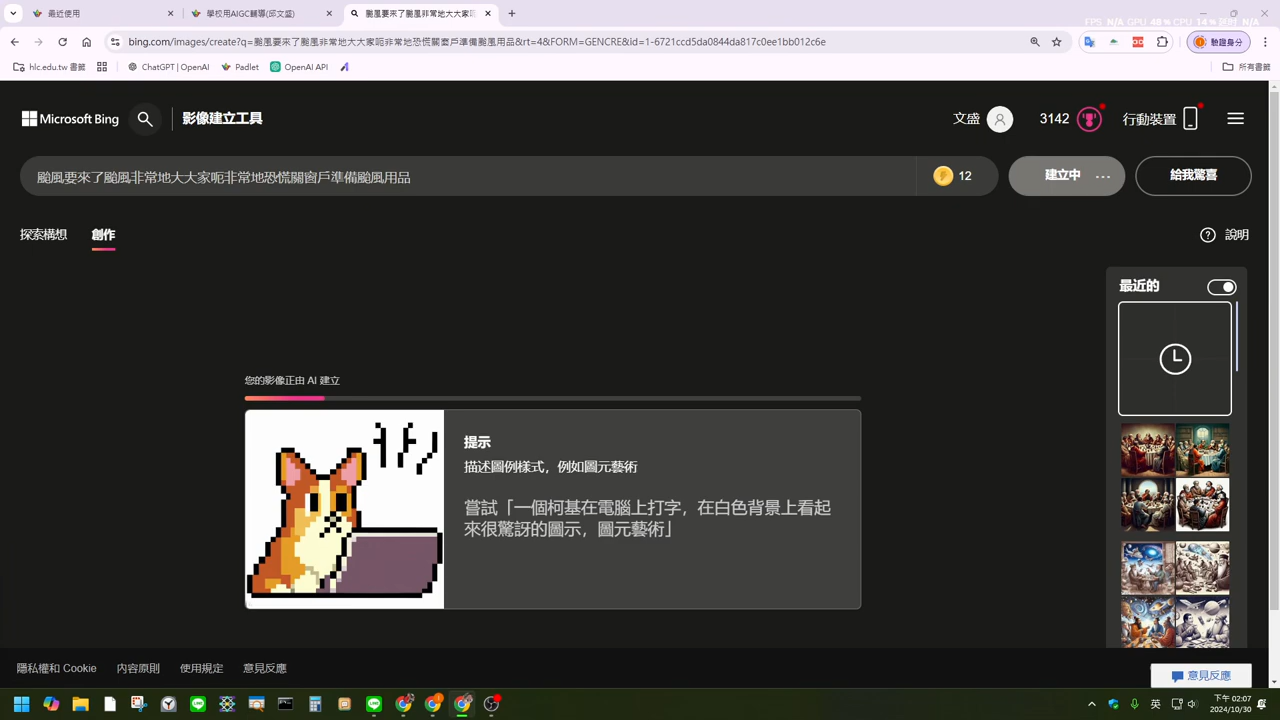 最近使用
學校用AIGC輔導(邱文盛)
颱風要來了颱風非常地大大家呃
FPS N/A GPU 48% CPU 14% 延遲 N/A
bing.com/images/create?q=颱風要來了颱風非常地大大家呃非常地恐慌關窗戶準備颱風用品&rt=4&FORM=GENCRE&id=1-6721ccd5da0844da817c0ee1bb012c6e
驗證身分
hlc.edu.tw 書籤
ChatGPT | OpenAI
Padlet
OpenAI API
所有書籤
Microsoft Bing
影像建立工具
文盛
3142
行動裝置
颱風要來了颱風非常地大大家呃非常地恐慌關窗戶準備颱風用品
12
建立中 ...
給我驚喜
探索構想
創作
說明
最近的
您的影像正由 AI 建立
提示
描述圖例樣式，例如圖元藝術
嘗試「一個柯基在電腦上打字，在白色背景上看起
來很驚訝的圖示，圖元藝術」
隱私權和 Cookie
內容原則
使用規定
意見反應
意見反應
英
下午 02:07
2024/10/30